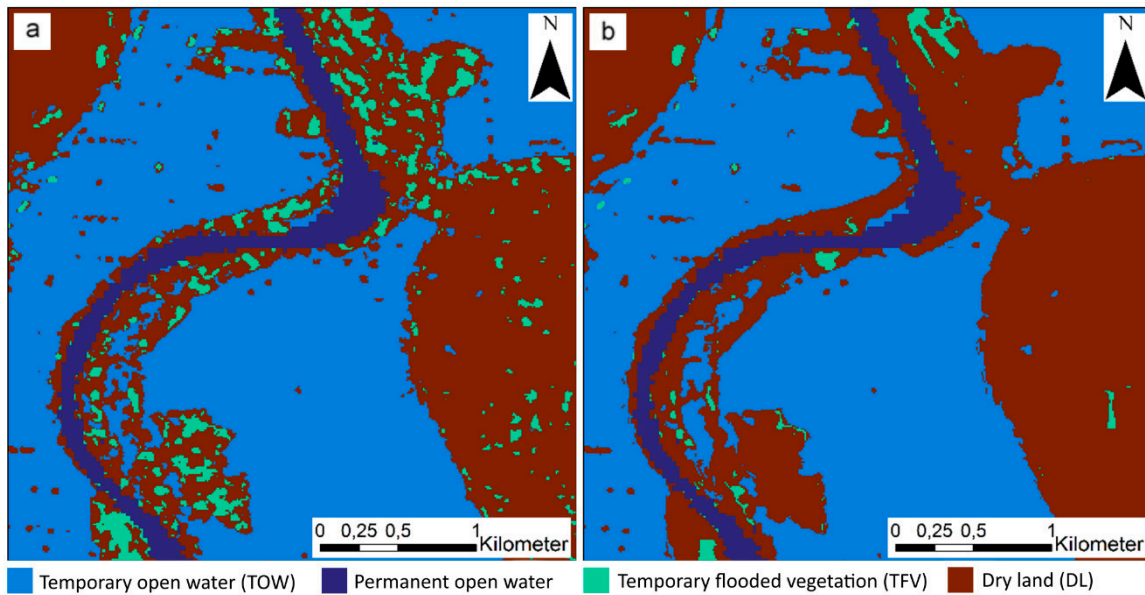 a
N
0 0,25 0,5 1
Kilometer
b
N
0 0,25 0,5 1
Kilometer
Temporary open water (TOW) Permanent open water Temporary flooded vegetation (TFV) Dry land (DL)